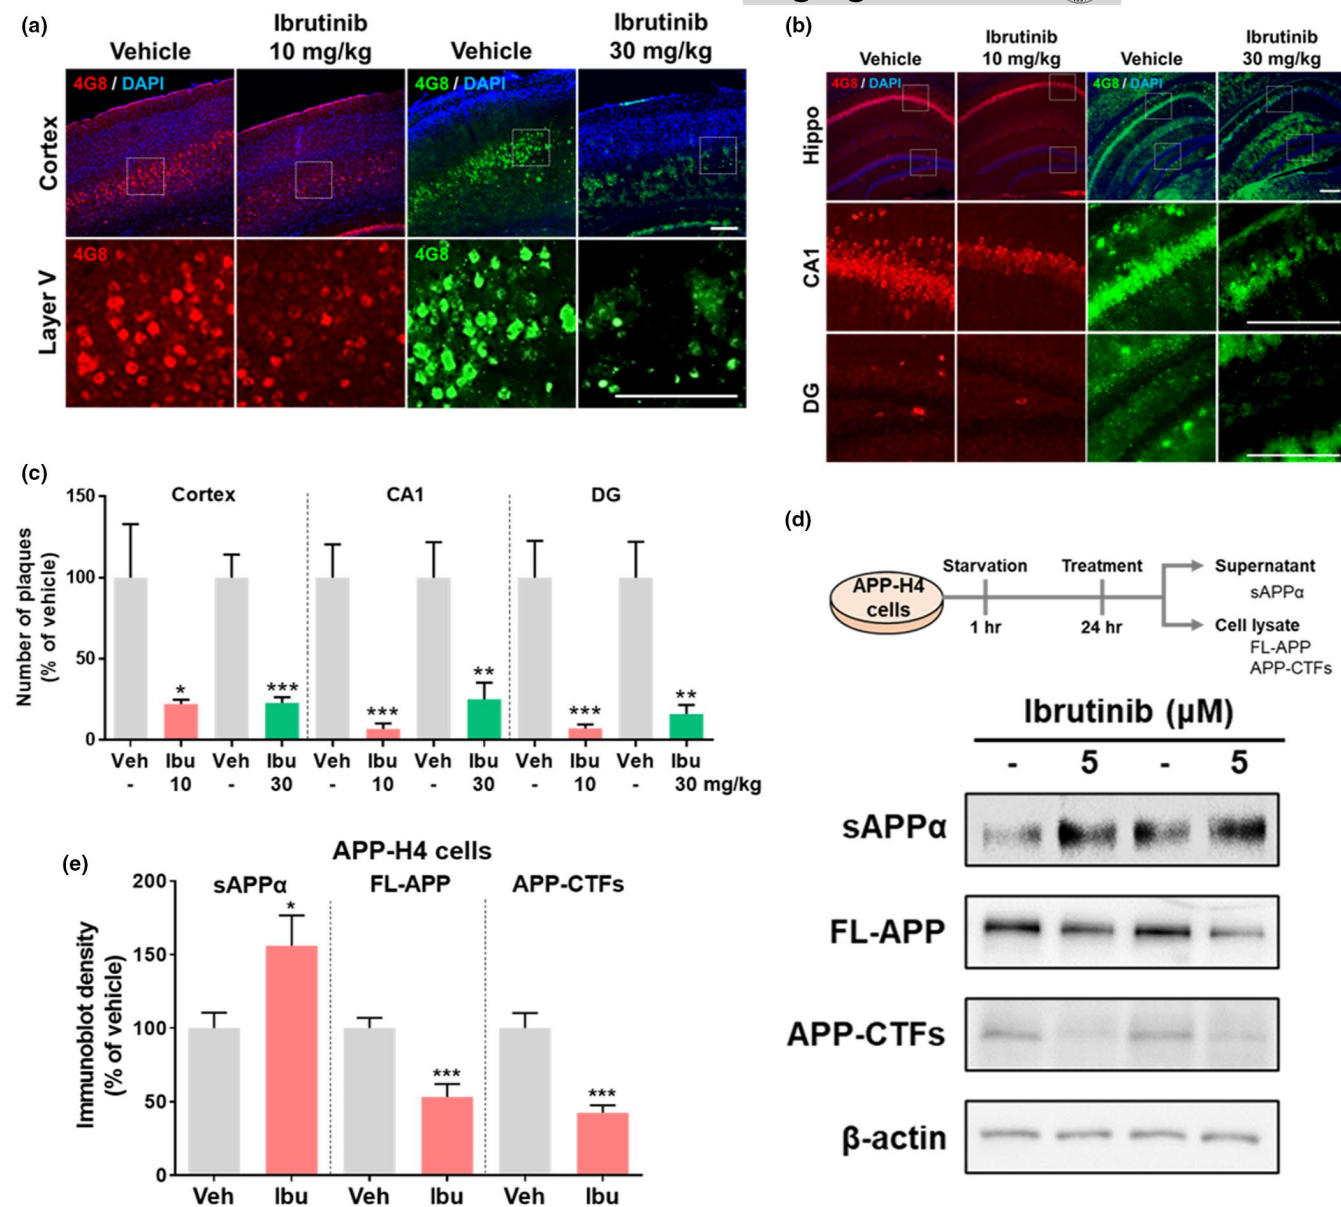 (a)
Ibrutinib
Ibrutinib
Vehicle
10 mg/kg
Vehicle
30 mg/kg
4G8 / DAPI
4G8 / DAPI
Cortex
4G8
4G8
Layer V
(b)
Ibrutinib
Ibrutinib
Vehicle
10 mg/kg
Vehicle
30 mg/kg
4G8 / DAPI
4G8 / DAPI
Hippo
CA1
DG
(c)
Cortex
CA1
DG
Number of plaques
(% of vehicle)
150
100
50
0
Veh Ibu Veh Ibu Veh Ibu Veh Ibu Veh Ibu Veh Ibu
- 10 - 30 - 10 - 30 - 10 - 30 mg/kg
* *** *** ** *** **
(d)
APP-H4
cells
Starvation
1 hr
Treatment
24 hr
Supernatant
sAPPα
Cell lysate
FL-APP
APP-CTFs
Ibrutinib (μM)
- 5 - 5
sAPPα
FL-APP
APP-CTFs
β-actin
(e)
APP-H4 cells
sAPPα FL-APP APP-CTFs
Immunoblot density
(% of vehicle)
200
150
100
50
0
* *** ***
Veh Ibu Veh Ibu Veh Ibu